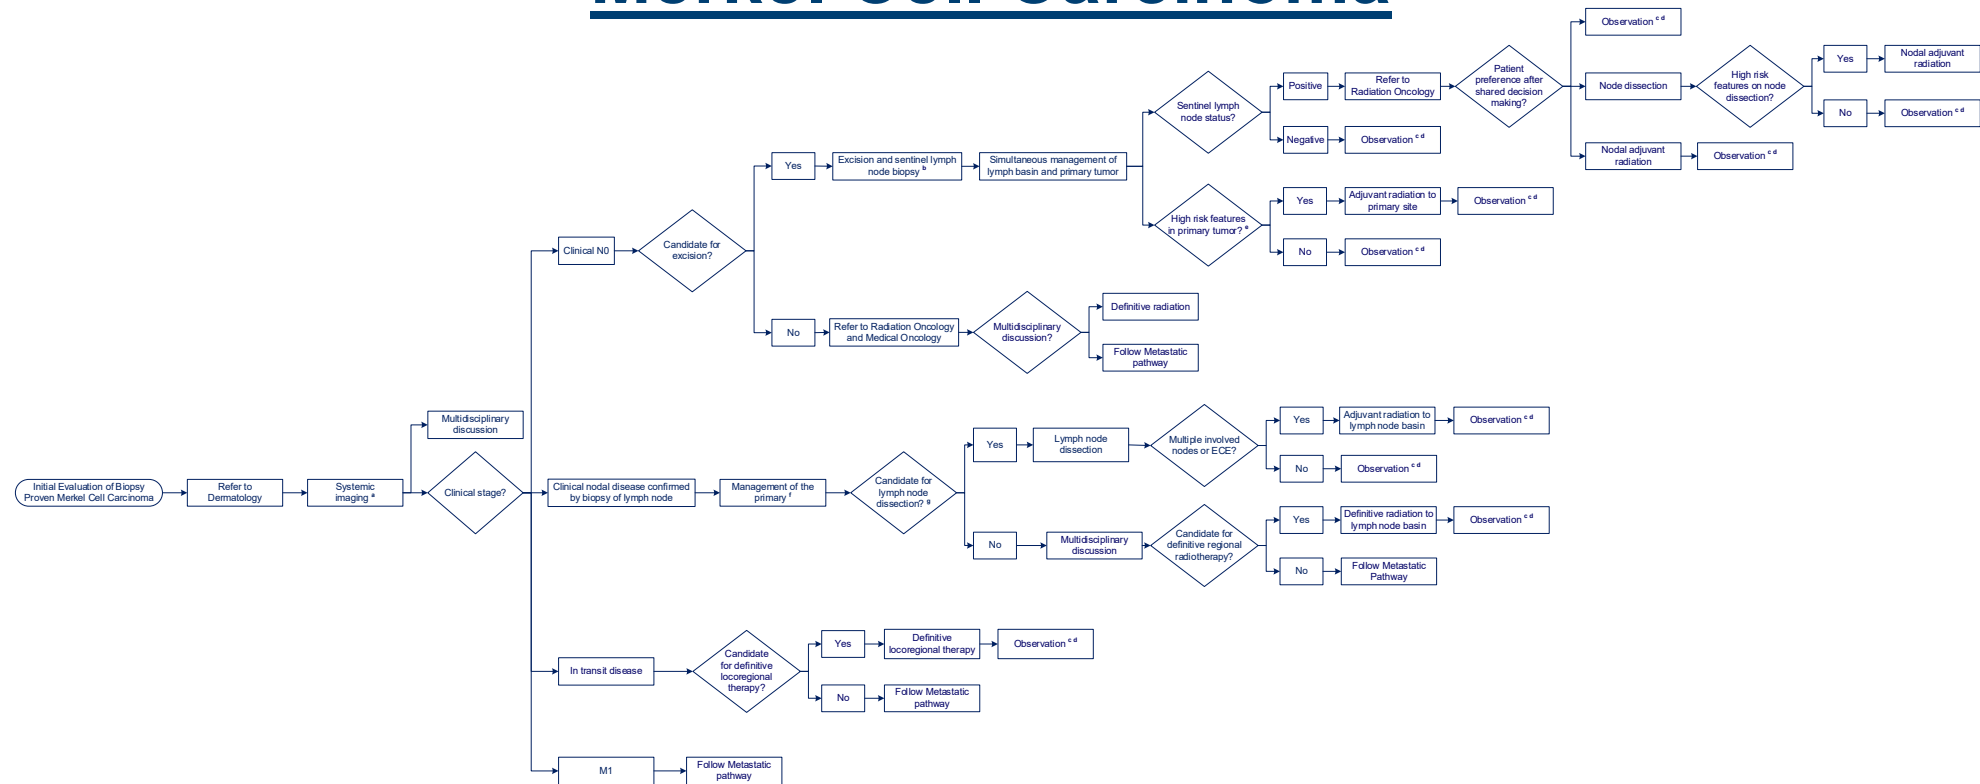 Merkel Cell Carcinoma
Initial Evaluation of Biopsy
Proven Merkel Cell Carcinoma
Refer to
Dermatology
Systemic
imaging a
Multidisciplinary
discussion
Clinical stage?
Clinical N0
Candidate for
excision?
Yes
Excision and sentinel lymph
node biopsy b
Simultaneous management of
lymph basin and primary tumor
Sentinel lymph
node status?
Positive
Refer to
Radiation Oncology
Patient
preference after
shared decision
making?
Observation c d
Node dissection
High risk
features on node
dissection?
Yes
Nodal adjuvant
radiation
No
Observation c d
Nodal adjuvant
radiation
Observation c d
Negative
Observation c d
High risk features
in primary tumor? e
Yes
Adjuvant radiation to
primary site
Observation c d
No
Observation c d
No
Refer to Radiation Oncology
and Medical Oncology
Multidisciplinary
discussion?
Definitive radiation
Follow Metastatic
pathway
Clinical nodal disease confirmed
by biopsy of lymph node
Management of the
primary f
Candidate for
lymph node
dissection? g
Yes
Lymph node
dissection
Multiple involved
nodes or ECE?
Yes
Adjuvant radiation to
lymph node basin
Observation c d
No
Observation c d
No
Multidisciplinary
discussion
Candidate for
definitive regional
radiotherapy?
Yes
Definitive radiation to
lymph node basin
Observation c d
No
Follow Metastatic
Pathway
In transit disease
Candidate
for definitive
locoregional
therapy?
Yes
Definitive
locoregional therapy
Observation c d
No
Follow Metastatic
pathway
M1
Follow Metastatic
pathway